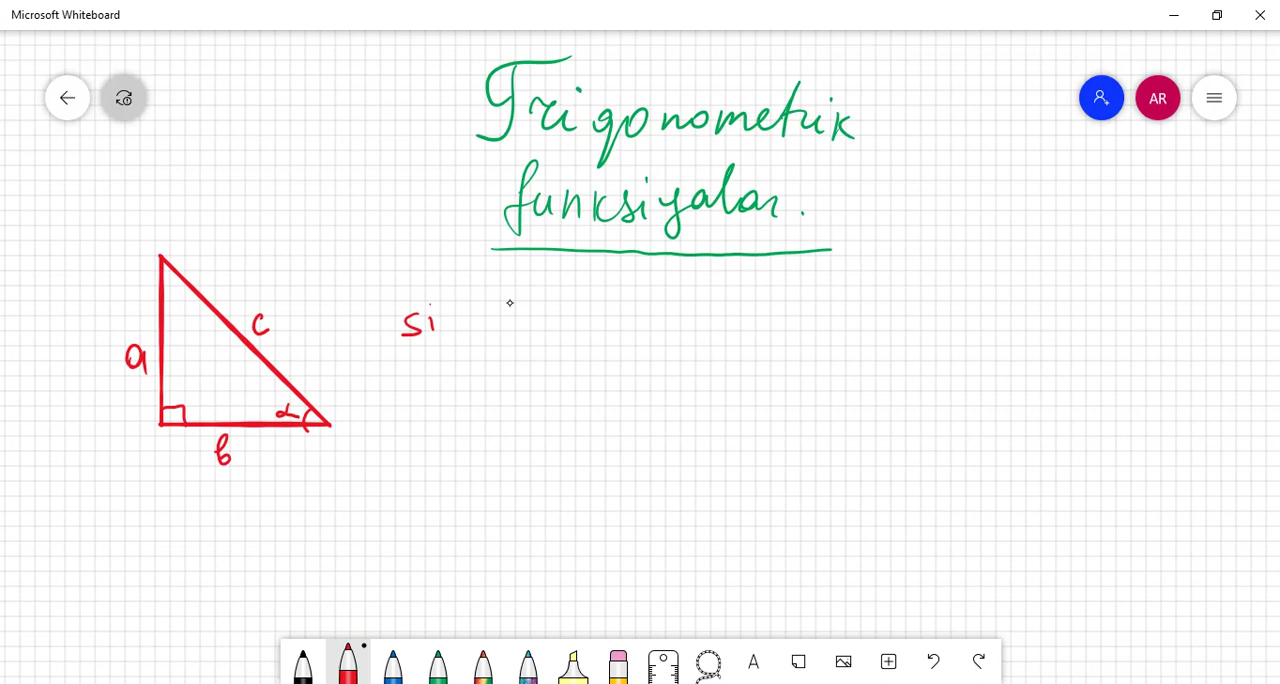 Microsoft Whiteboard
AR
Trigonometrik
funksiyalar.
c
si
a
α
b
A